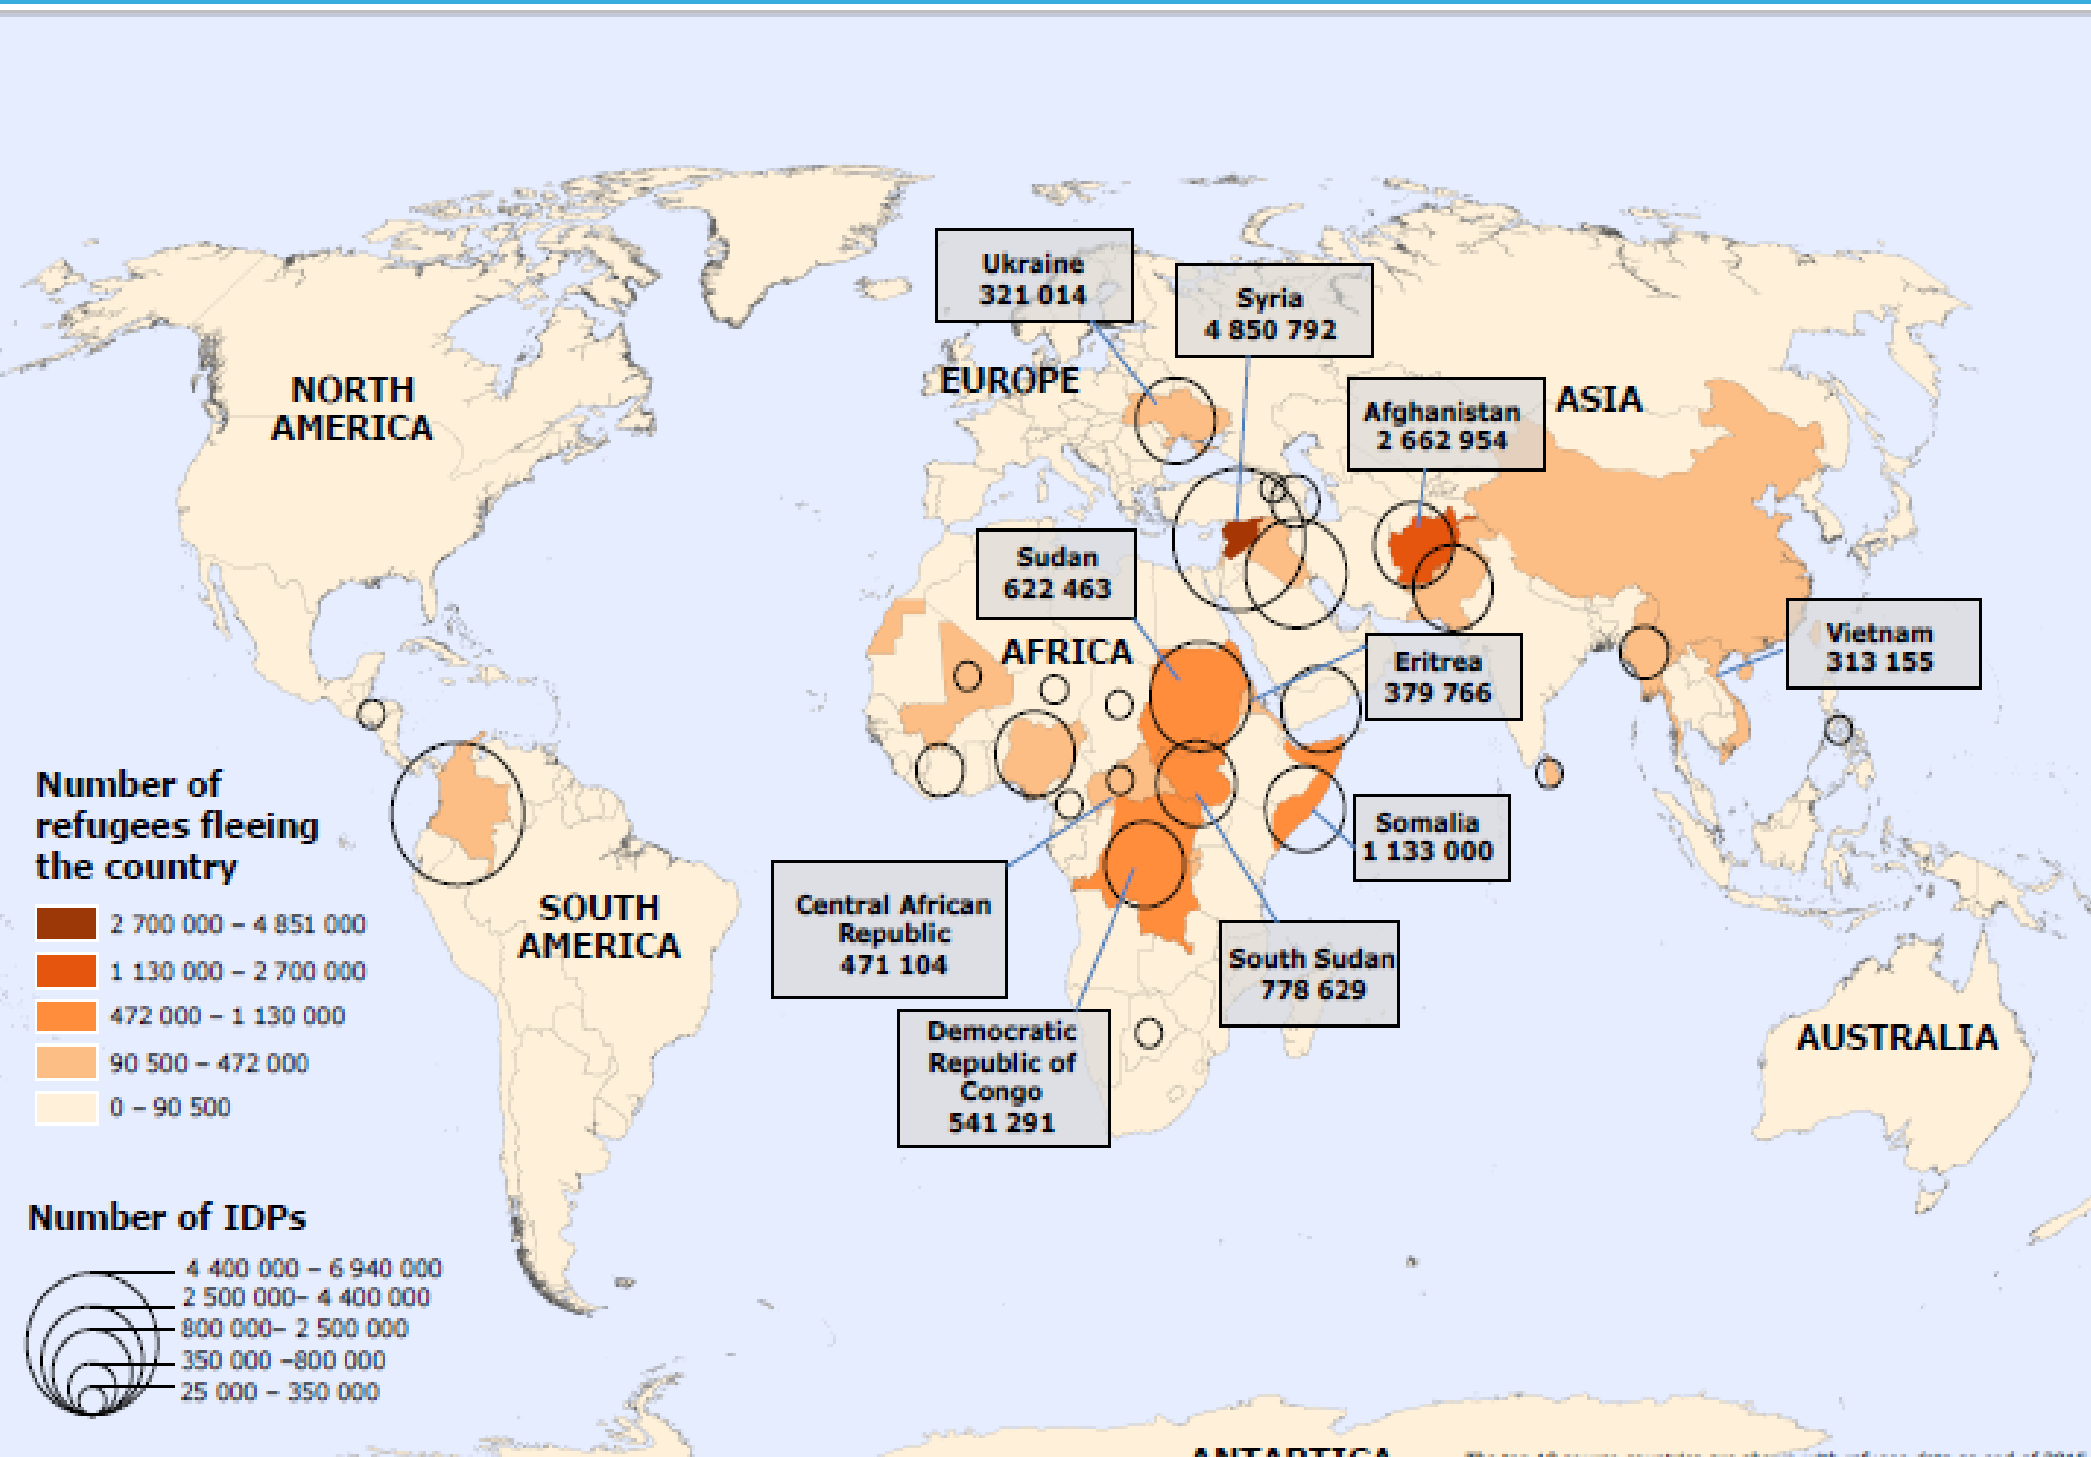 Ukraine
321 014
Syria
4 850 792
EUROPE
NORTH
AMERICA
Afghanistan
2 662 954
ASIA
Sudan
622 463
AFRICA
Eritrea
379 766
Vietnam
313 155
Number of
refugees fleeing
the country
2 700 000 – 4 851 000
1 130 000 – 2 700 000
472 000 – 1 130 000
90 500 – 472 000
0 – 90 500
SOUTH
AMERICA
Somalia
1 133 000
Central African
Republic
471 104
South Sudan
778 629
Democratic
Republic of
Congo
541 291
AUSTRALIA
Number of IDPs
4 400 000 – 6 940 000
2 500 000– 4 400 000
800 000– 2 500 000
350 000 –800 000
25 000 – 350 000
ANTARTICA